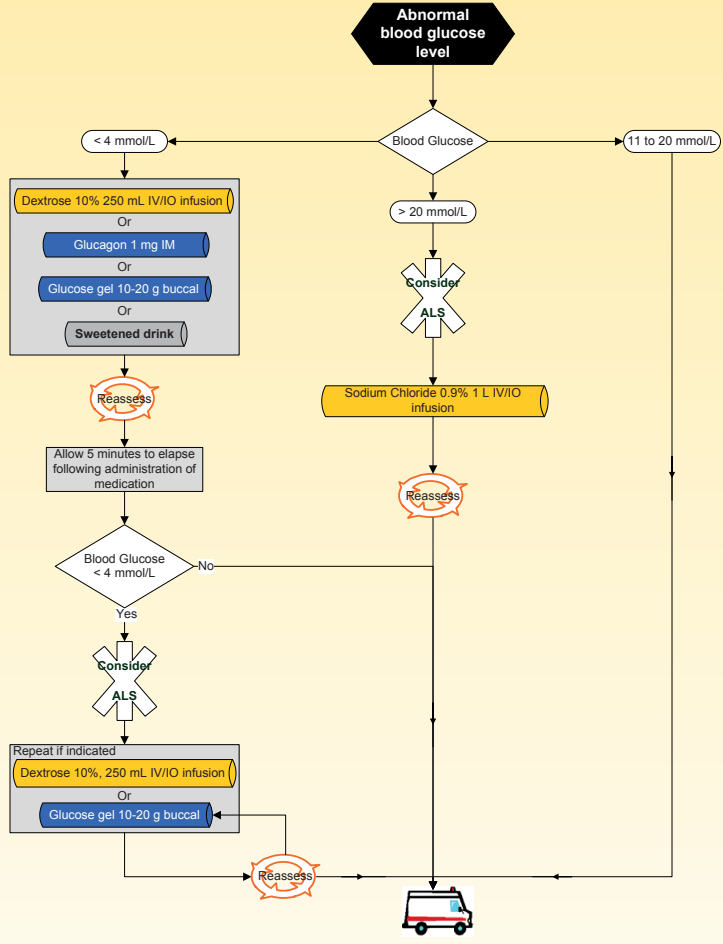 Abnormal
blood glucose
level
Blood Glucose
< 4 mmol/L
11 to 20 mmol/L
> 20 mmol/L
Dextrose 10% 250 mL IV/IO infusion
Or
Glucagon 1 mg IM
Or
Glucose gel 10-20 g buccal
Or
Sweetened drink
Consider
ALS
Sodium Chloride 0.9% 1 L IV/IO
infusion
Reassess
Reassess
Allow 5 minutes to elapse
following administration of
medication
Blood Glucose
< 4 mmol/L
No
Yes
Consider
ALS
Repeat if indicated
Dextrose 10%, 250 mL IV/IO infusion
Or
Glucose gel 10-20 g buccal
Reassess